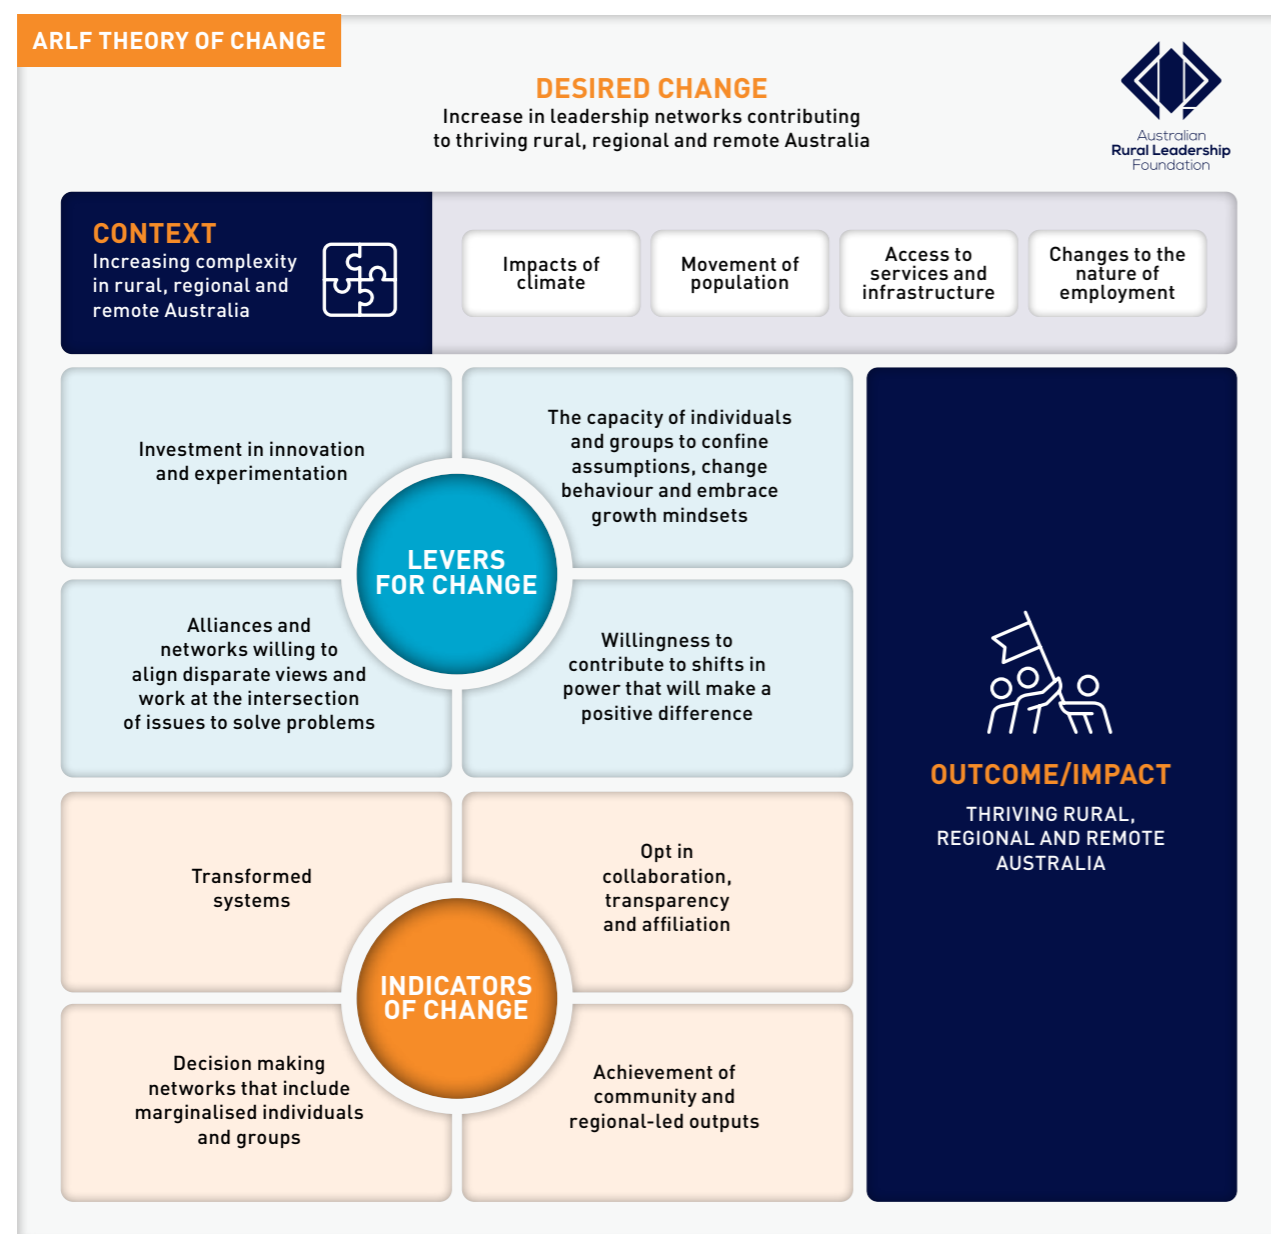 ARLF THEORY OF CHANGE
DESIRED CHANGE
Increase in leadership networks contributing
to thriving rural, regional and remote Australia
Australian
Rural Leadership
Foundation
CONTEXT
Increasing complexity
in rural, regional and
remote Australia
Impacts of
climate
Movement of
population
Access to
services and
infrastructure
Changes to the
nature of
employment
Investment in innovation
and experimentation
The capacity of individuals
and groups to confine
assumptions, change
behaviour and embrace
growth mindsets
LEVERS
FOR CHANGE
Alliances and
networks willing to
align disparate views and
work at the intersection
of issues to solve problems
Willingness to
contribute to shifts in
power that will make a
positive difference
Transformed
systems
Opt in
collaboration,
transparency
and affiliation
INDICATORS
OF CHANGE
Decision making
networks that include
marginalised individuals
and groups
Achievement of
community and
regional-led outputs
OUTCOME/IMPACT
THRIVING RURAL,
REGIONAL AND REMOTE
AUSTRALIA